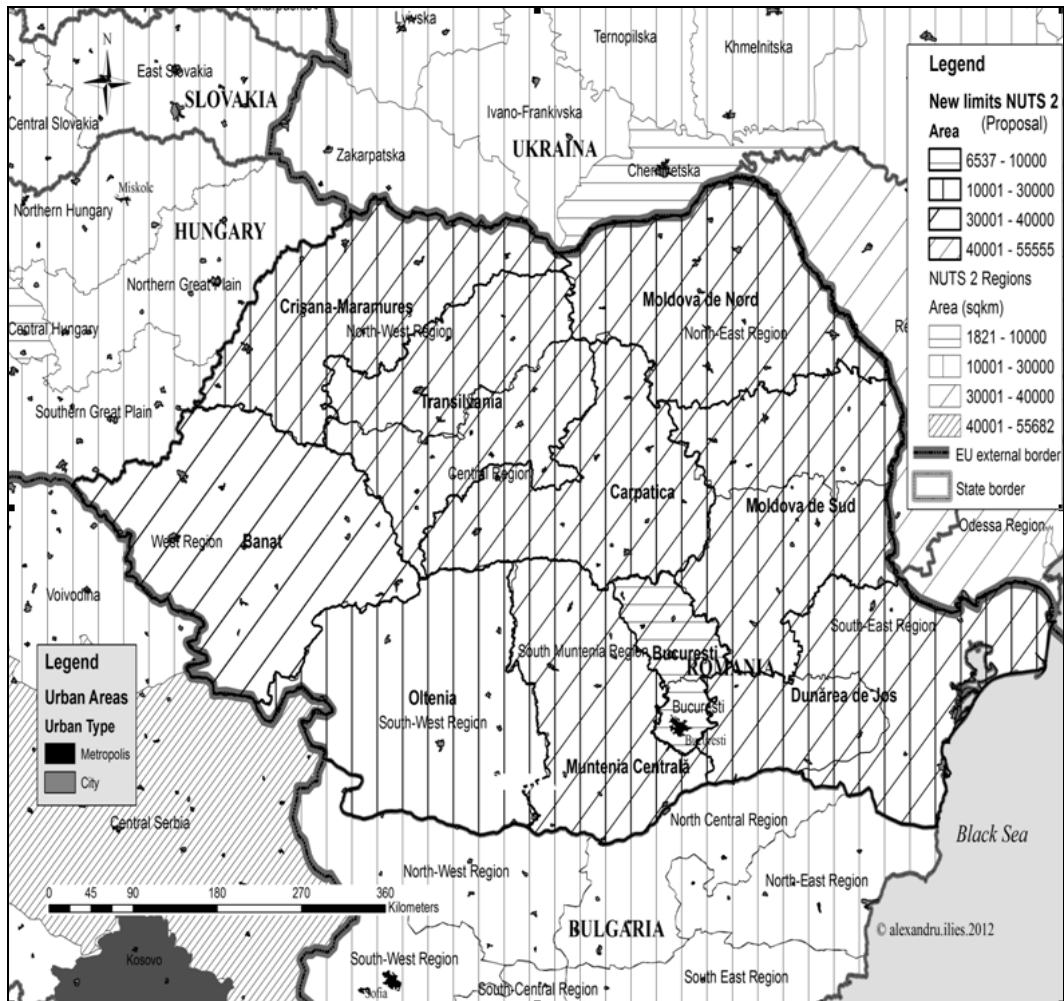 Lvivska
Ternopilska
Khmelnitska
N
East Slovakia
SLOVAKIA
Central Slovakia
Ivano-Frankivska
UKRAINA
Zakarpatska
Chernivetska
Miskolc
Northern Hungary
HUNGARY
Northern Great Plain
Central Hungary
Southern Great Plain
Crişana-Maramureş
North-West Region
Moldova de Nord
North-East Region
Transilvania
Central Region
Carpatica
Moldova de Sud
West Region
Banat
Voivodina
Odessa Region
South-East Region
South Muntenia Region
Bucureşti
ROMANIA
Oltenia
South-West Region
Bucureşti
Bucureşti
Dunărea de Jos
Muntenia Centrală
Central Serbia
North Central Region
North-West Region
North-East Region
BULGARIA
Black Sea
South-West Region
Sofia
South-Central Region
South East Region
Kosovo
© alexandru.ilies.2012
0 45 90 180 270 360
Kilometers
Legend
New limits NUTS 2
(Proposal)
Area
6537 - 10000
10001 - 30000
30001 - 40000
40001 - 55555
NUTS 2 Regions
Area (sqkm)
1821 - 10000
10001 - 30000
30001 - 40000
40001 - 55682
EU external border
State border
Legend
Urban Areas
Urban Type
Metropolis
City